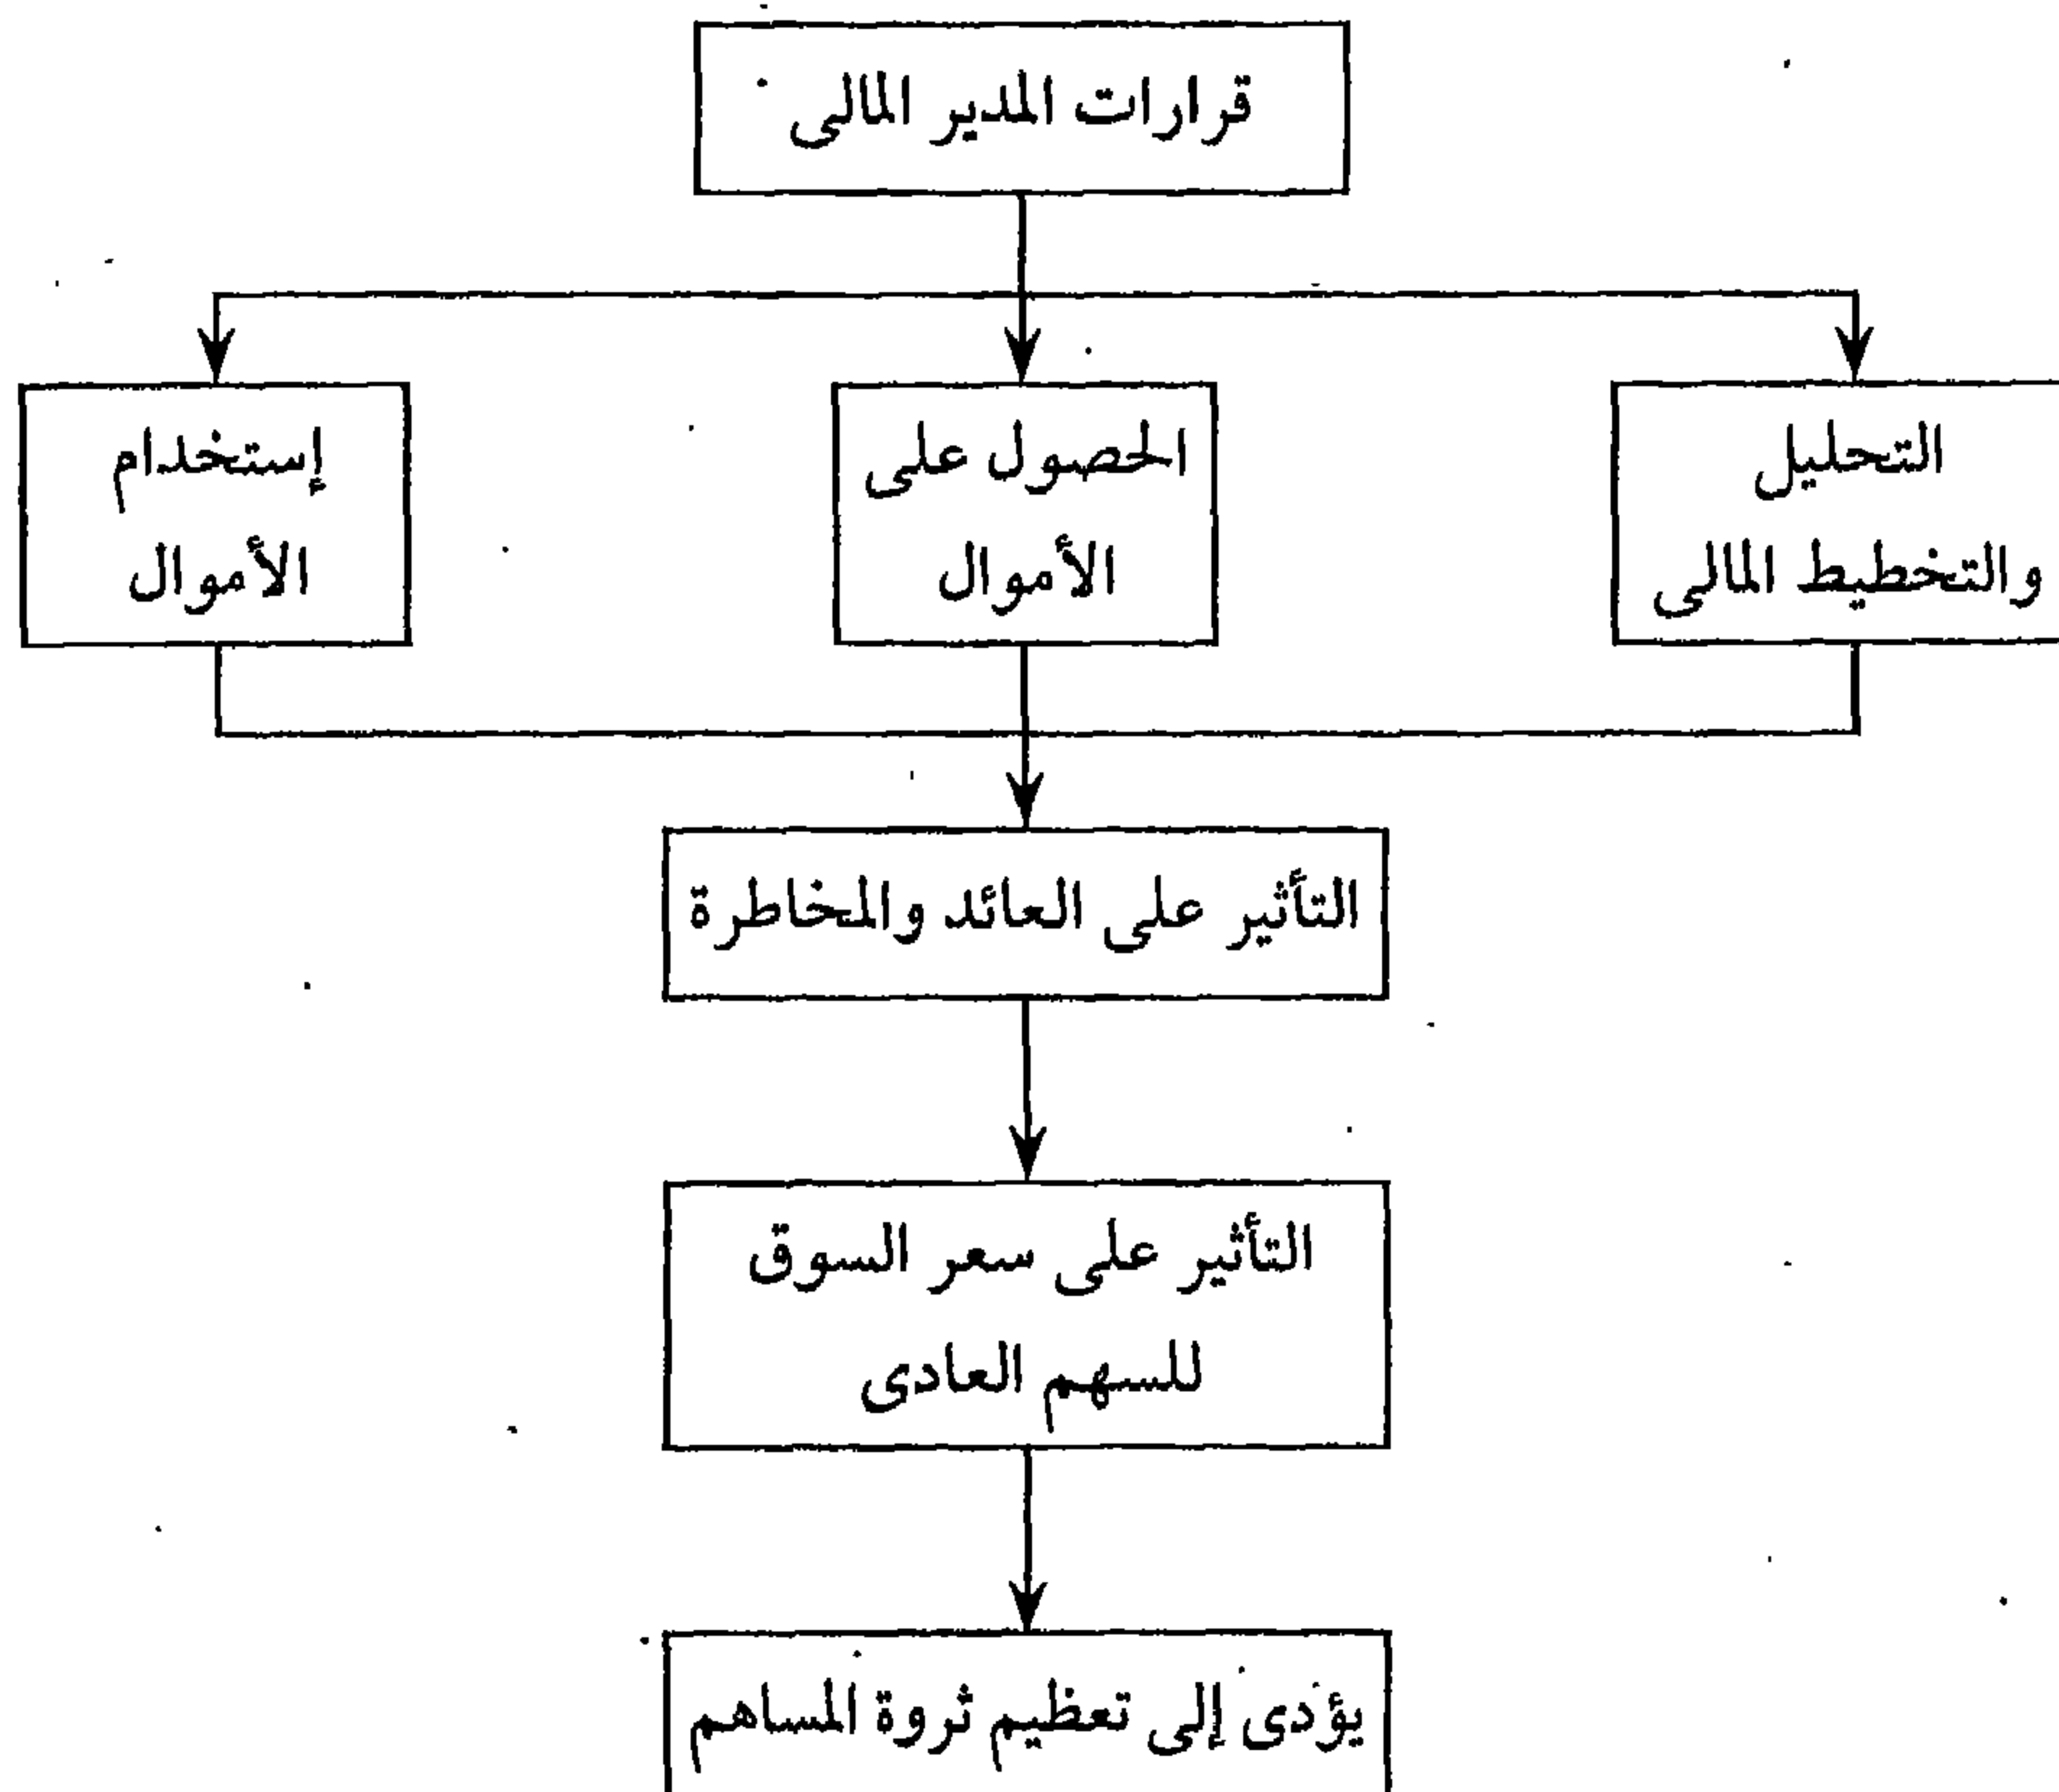 قرارات المدير المالى
التحليل
والتخطيط المالى
الحصول على
الأموال
إستخدام
الأموال
التأثير على العائد والمخاطرة
التأثير على سعر السوق
للسهم العادى
يؤدى إلى تعظيم ثروة المساهم